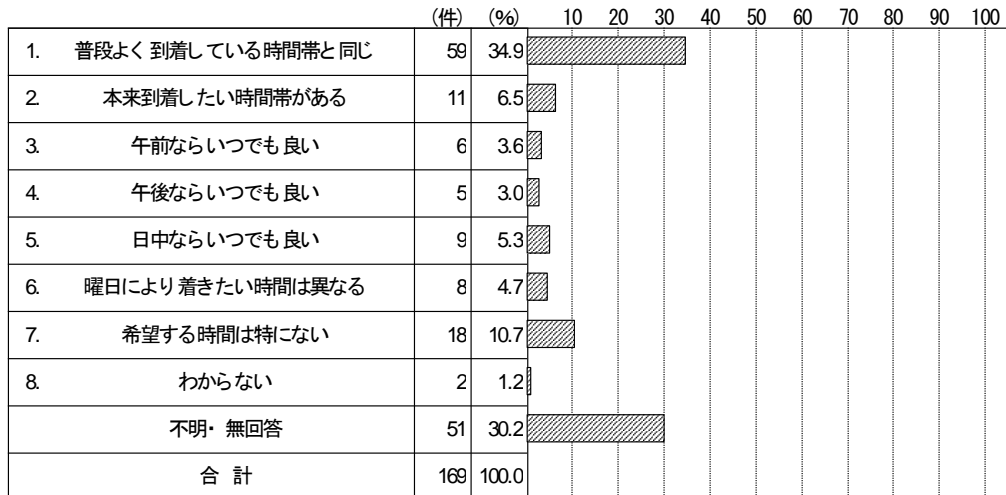 (件) (%) 10 20 30 40 50 60 70 80 90 100
1. 普段よく到着している時間帯と同じ 59 34.9
2. 本来到着したい時間帯がある 11 6.5
3. 午前ならいつでも良い 6 3.6
4. 午後ならいつでも良い 5 3.0
5. 日中ならいつでも良い 9 5.3
6. 曜日により着きたい時間は異なる 8 4.7
7. 希望する時間は特にない 18 10.7
8. わからない 2 1.2
不明・無回答 51 30.2
合 計 169 100.0